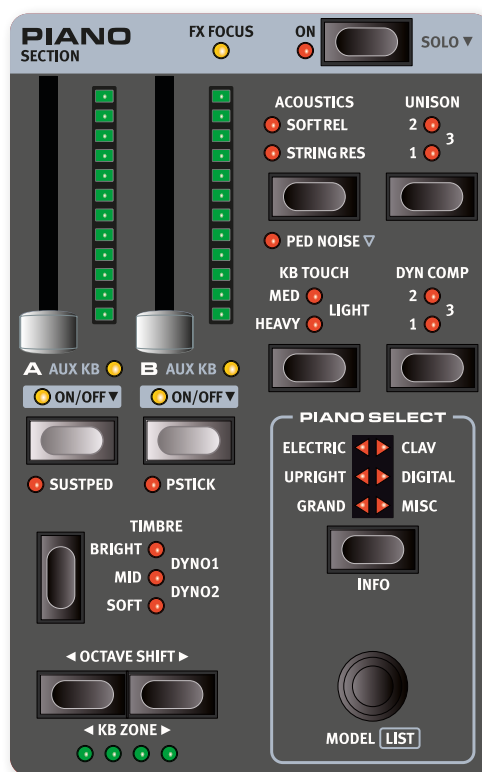 PIANO
SECTION
FX FOCUS
ON
SOLO ▼
ACOUSTICS
UNISON
SOFT REL
2
3
STRING RES
1
PED NOISE ▽
KB TOUCH
DYN COMP
MED
LIGHT
2
3
HEAVY
1
A AUX KB
B AUX KB
ON/OFF ▼
ON/OFF ▼
SUSTPED
PSTICK
PIANO SELECT
ELECTRIC
CLAV
UPRIGHT
DIGITAL
GRAND
MISC
INFO
TIMBRE
BRIGHT
DYNO1
MID
DYNO2
SOFT
◄ OCTAVE SHIFT ►
◄ KB ZONE ►
MODEL LIST